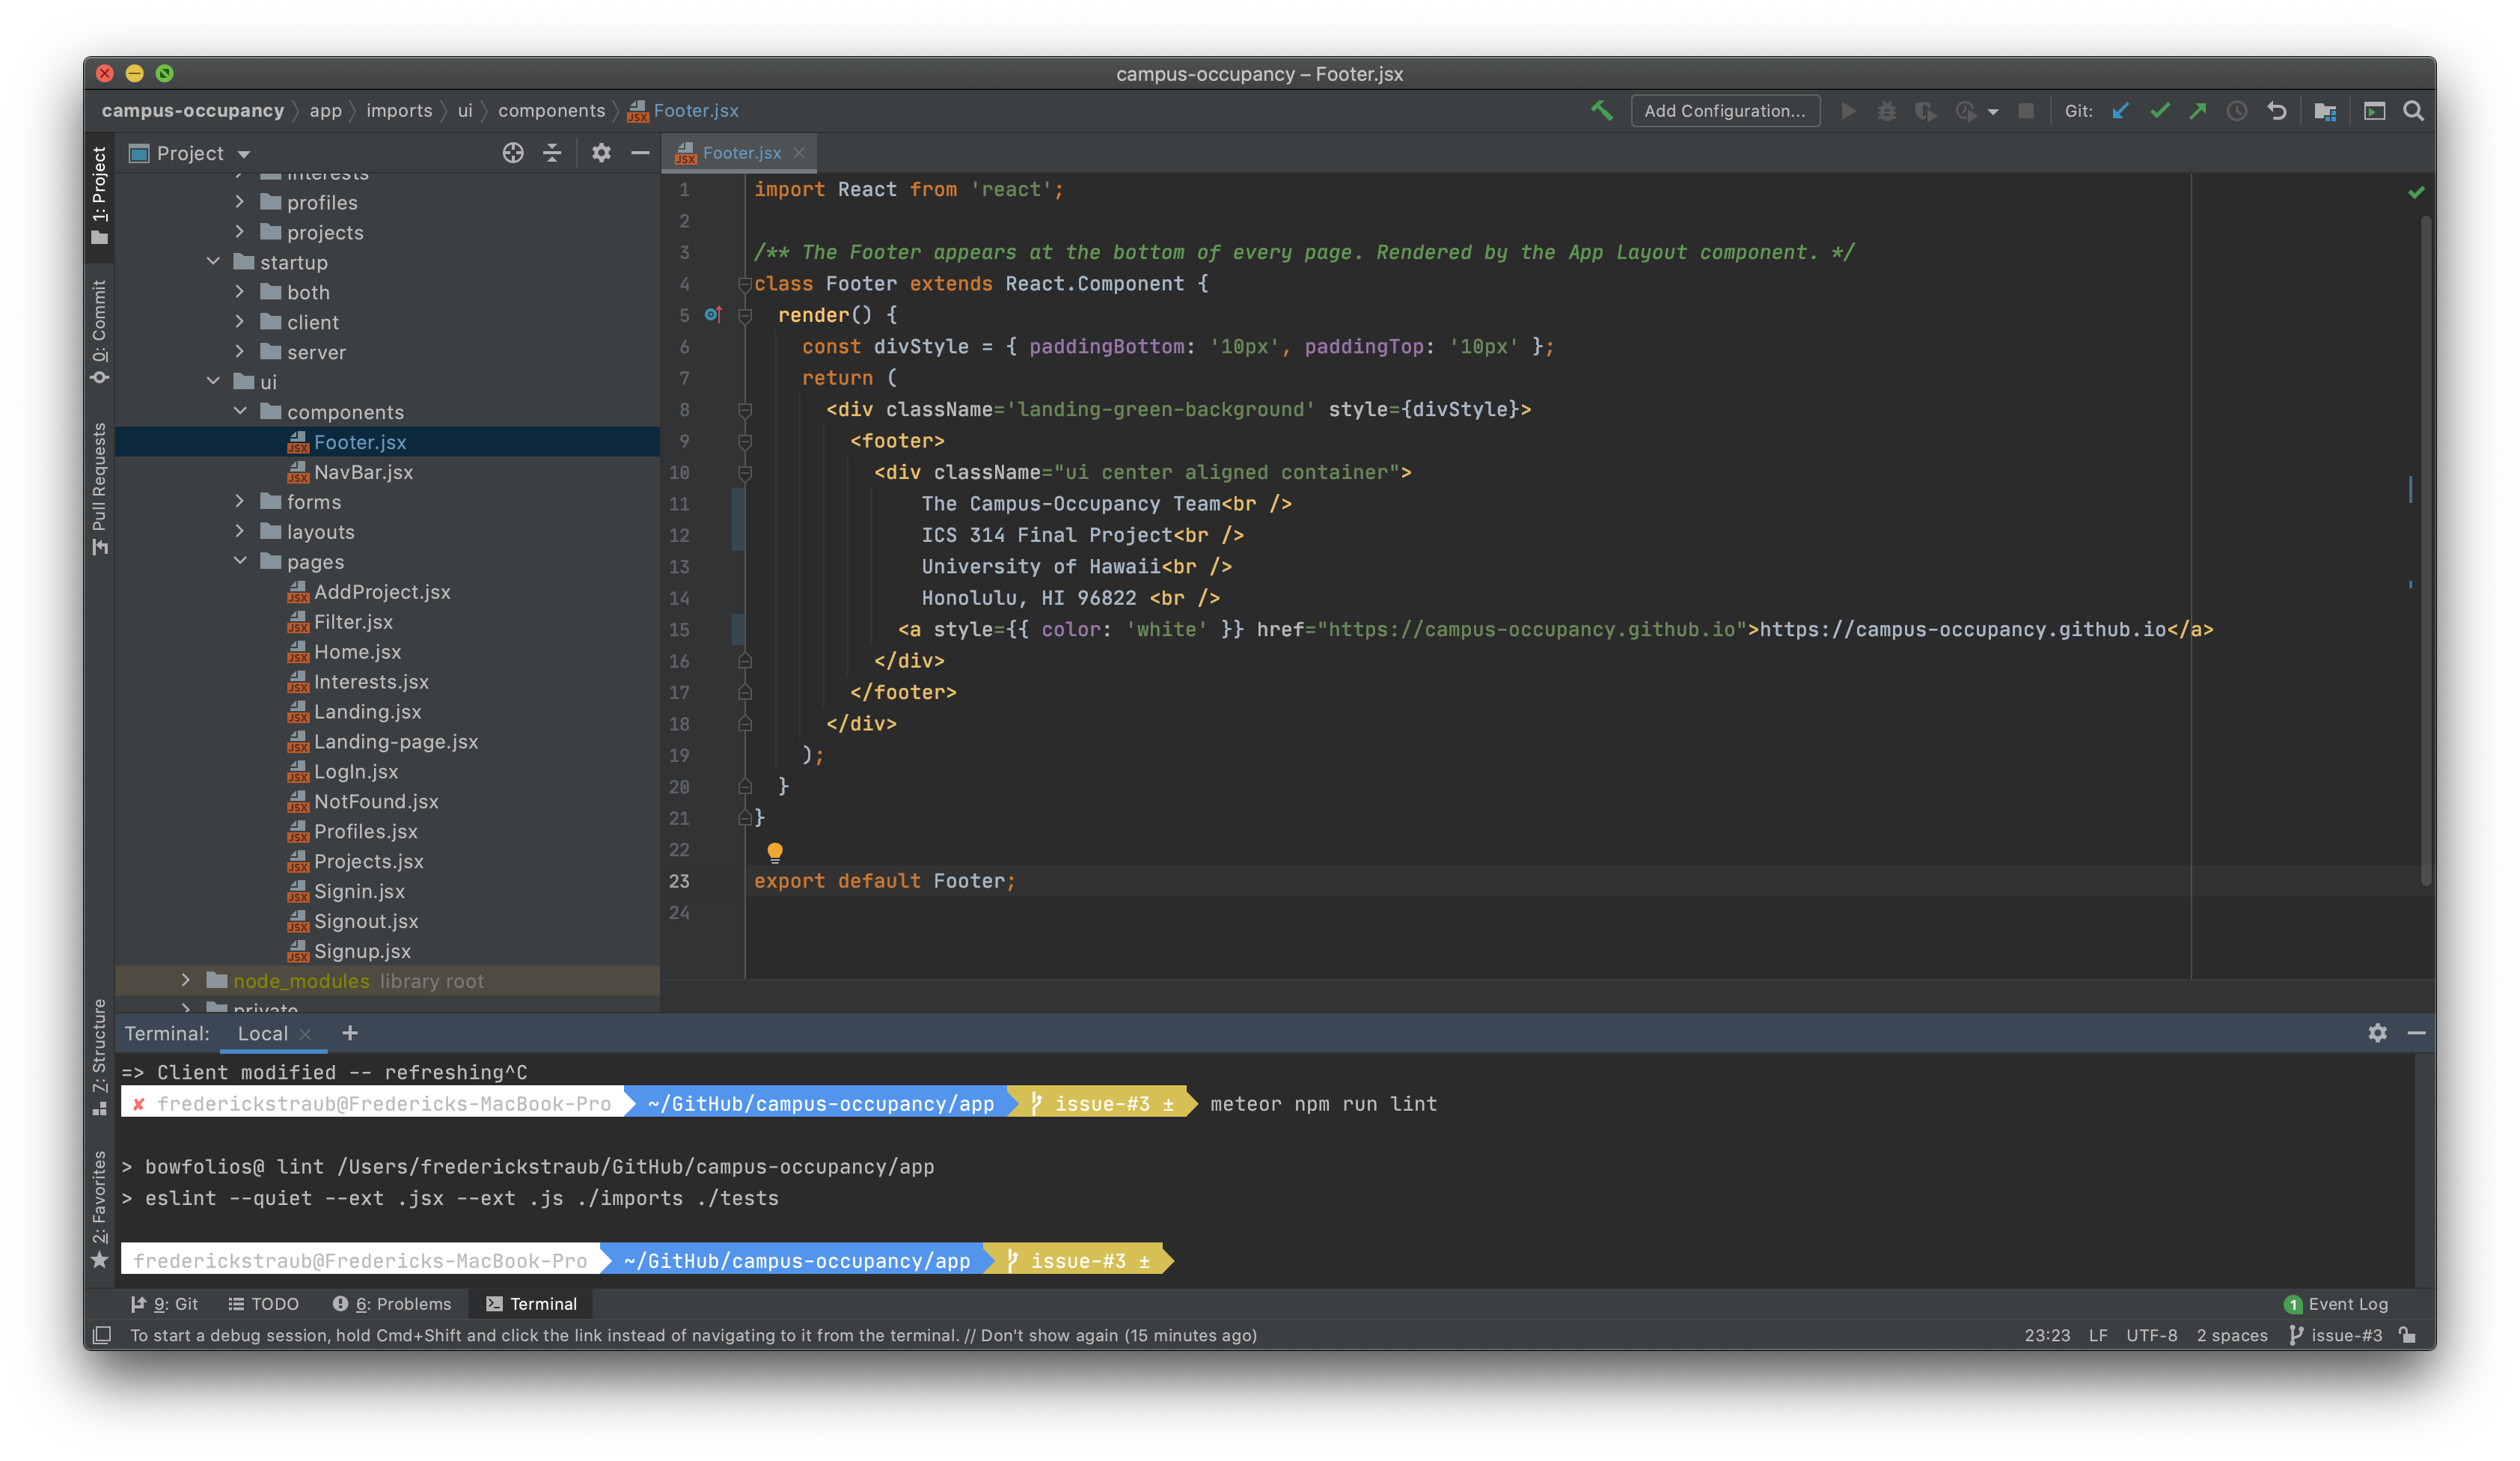 campus-occupancy – Footer.jsx
campus-occupancy app imports ui components Footer.jsx
Add Configuration... Git:
Project
Footer.jsx
1: Project
0: Commit
Pull Requests
7: Structure
2: Favorites
interests
profiles
projects
startup
both
client
server
ui
components
Footer.jsx
NavBar.jsx
forms
layouts
pages
AddProject.jsx
Filter.jsx
Home.jsx
Interests.jsx
Landing.jsx
Landing-page.jsx
LogIn.jsx
NotFound.jsx
Profiles.jsx
Projects.jsx
Signin.jsx
Signout.jsx
Signup.jsx
node_modules library root
private
1 import React from 'react';
2
3 /** The Footer appears at the bottom of every page. Rendered by the App Layout component. */
4 class Footer extends React.Component {
5 render() {
6 const divStyle = { paddingBottom: '10px', paddingTop: '10px' };
7 return (
8 <div className='landing-green-background' style={divStyle}>
9 <footer>
10 <div className="ui center aligned container">
11 The Campus-Occupancy Team<br />
12 ICS 314 Final Project<br />
13 University of Hawaii<br />
14 Honolulu, HI 96822 <br />
15 <a style={{ color: 'white' }} href="https://campus-occupancy.github.io">https://campus-occupancy.github.io</a>
16 </div>
17 </footer>
18 </div>
19 );
20 }
21 }
22
23 export default Footer;
24
Terminal: Local +
=> Client modified -- refreshing^C
✘ frederickstraub@Fredericks-MacBook-Pro ~/GitHub/campus-occupancy/app issue-#3 ± meteor npm run lint
> bowfolios@ lint /Users/frederickstraub/GitHub/campus-occupancy/app
> eslint --quiet --ext .jsx --ext .js ./imports ./tests
frederickstraub@Fredericks-MacBook-Pro ~/GitHub/campus-occupancy/app issue-#3 ±
9: Git TODO 6: Problems Terminal 1 Event Log
To start a debug session, hold Cmd+Shift and click the link instead of navigating to it from the terminal. // Don't show again (15 minutes ago) 23:23 LF UTF-8 2 spaces issue-#3